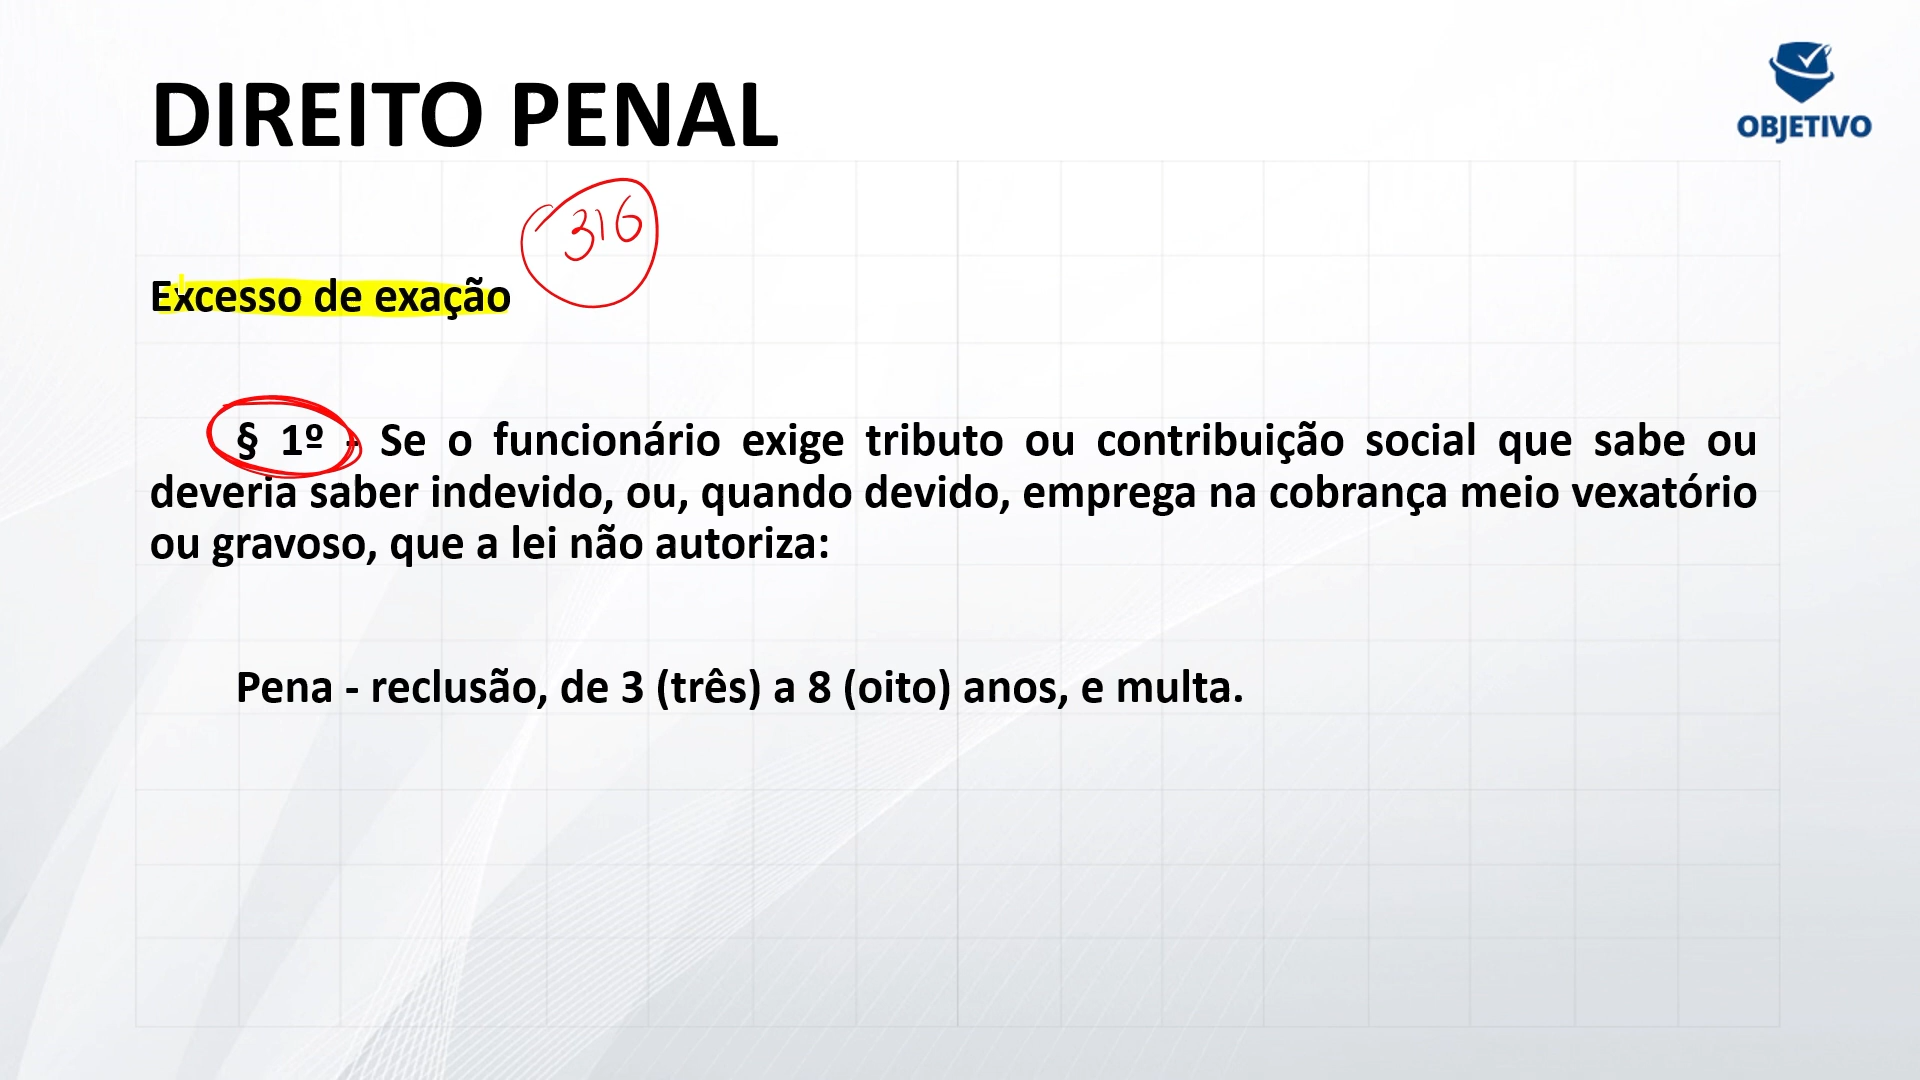 DIREITO PENAL
OBJETIVO
316
Excesso de exação
§ 1º - Se o funcionário exige tributo ou contribuição social que sabe ou
deveria saber indevido, ou, quando devido, emprega na cobrança meio vexatório
ou gravoso, que a lei não autoriza:
Pena - reclusão, de 3 (três) a 8 (oito) anos, e multa.